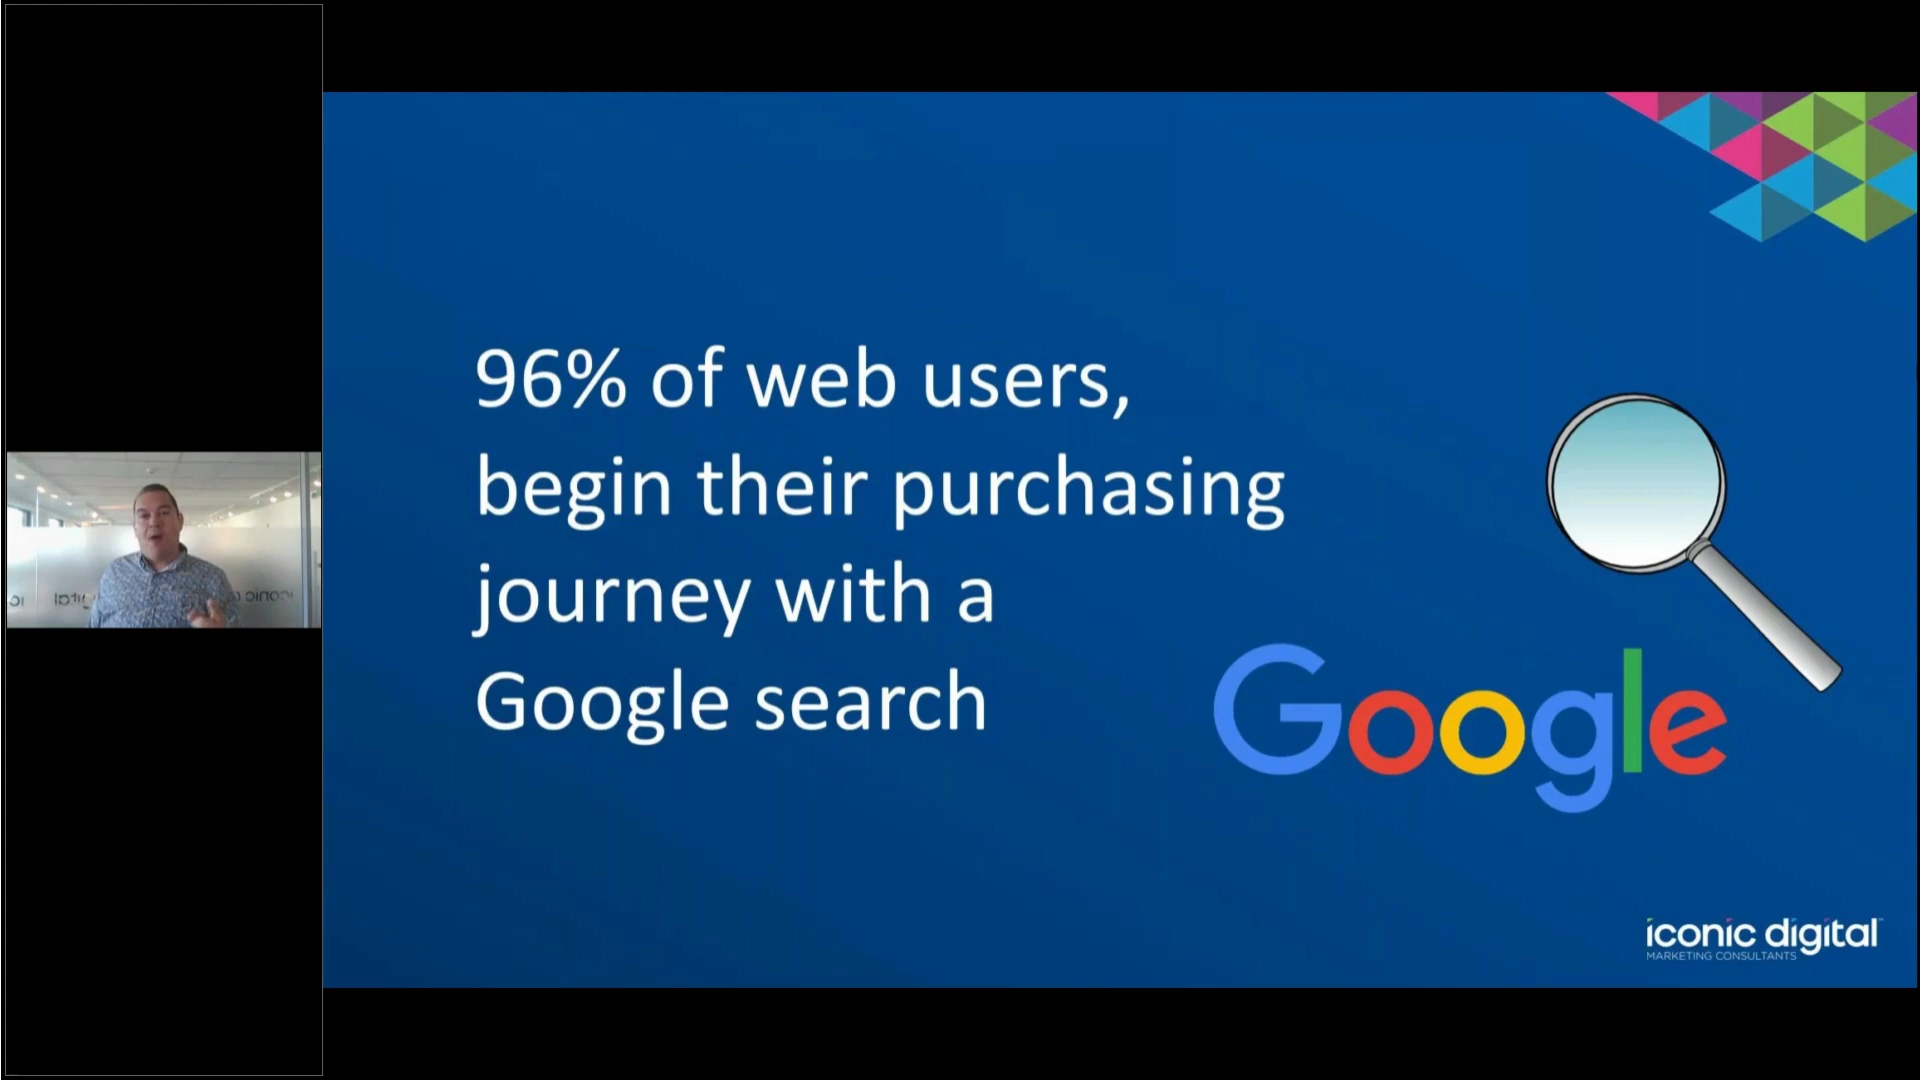 96% of web users,
begin their purchasing
journey with a
Google search
Google
iconic digital
MARKETING CONSULTANTS